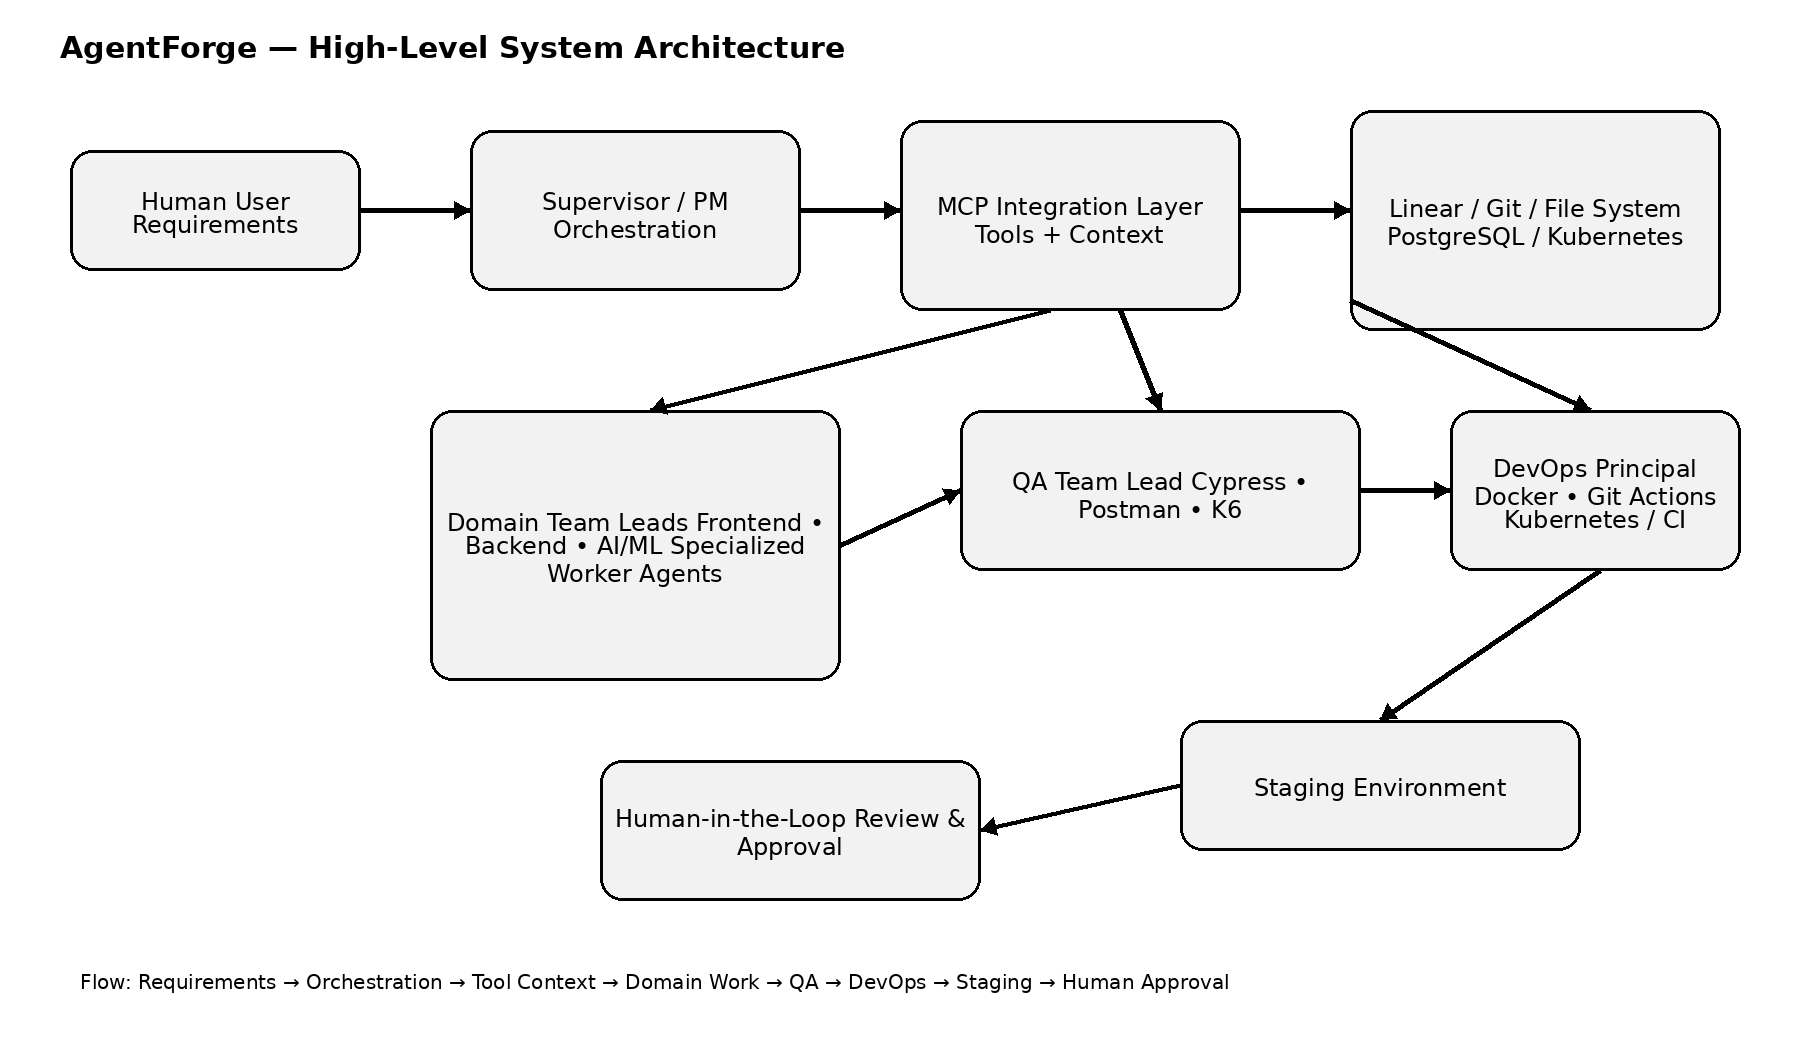 AgentForge — High-Level System Architecture
Human User
Requirements
Supervisor / PM
Orchestration
MCP Integration Layer
Tools + Context
Linear / Git / File System
PostgreSQL / Kubernetes
Domain Team Leads Frontend •
Backend • AI/ML Specialized
Worker Agents
QA Team Lead Cypress •
Postman • K6
DevOps Principal
Docker • Git Actions
Kubernetes / CI
Staging Environment
Human-in-the-Loop Review &
Approval
Flow: Requirements → Orchestration → Tool Context → Domain Work → QA → DevOps → Staging → Human Approval